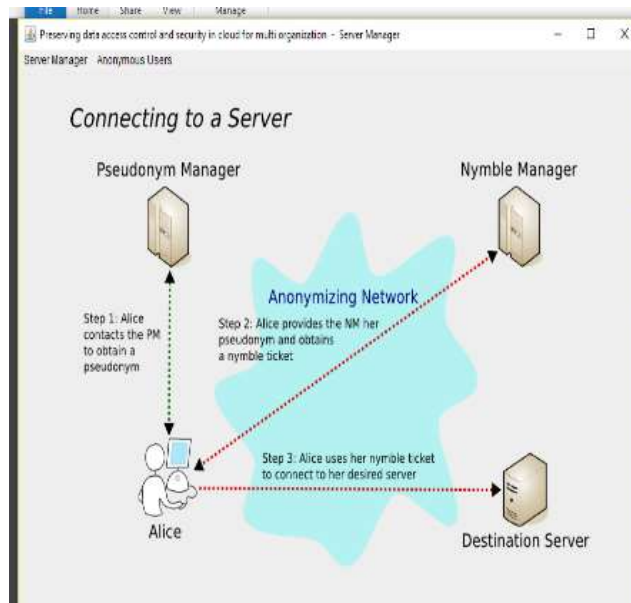 File Home Share View Manage
Preserving data access control and security in cloud for multi organization - Server Manager
Server Manager Anonymous Users
Connecting to a Server
Pseudonym Manager
Nymble Manager
Anonymizing Network
Step 1: Alice
contacts the PM
to obtain a
pseudonym
Step 2: Alice provides the NM her
pseudonym and obtains
a nymble ticket
Step 3: Alice uses her nymble ticket
to connect to her desired server
Alice
Destination Server